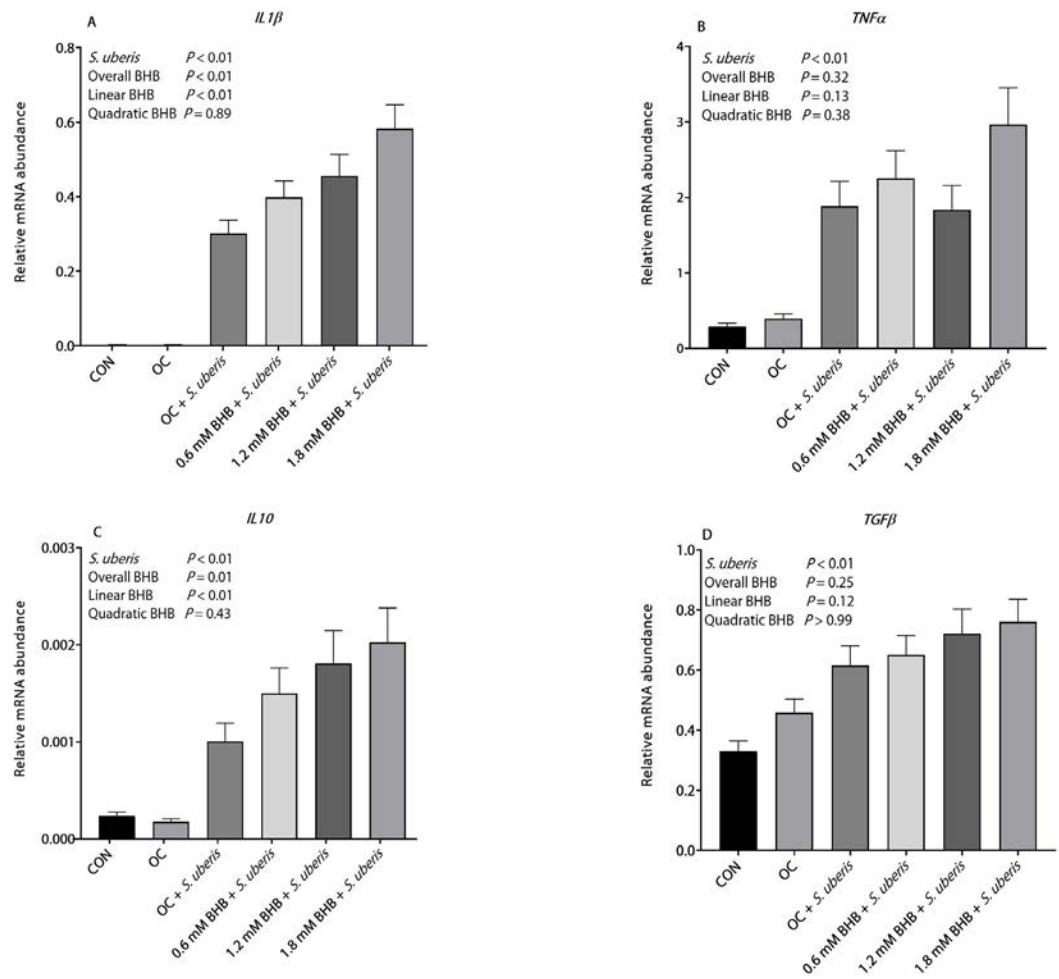 A
IL1β
S. uberis P < 0.01
Overall BHB P < 0.01
Linear BHB P < 0.01
Quadratic BHB P = 0.89
Relative mRNA abundance
0.8
0.6
0.4
0.2
0.0
CON
OC
OC + S. uberis
0.6 mM BHB + S. uberis
1.2 mM BHB + S. uberis
1.8 mM BHB + S. uberis
B
TNFα
S. uberis P < 0.01
Overall BHB P = 0.32
Linear BHB P = 0.13
Quadratic BHB P = 0.38
Relative mRNA abundance
4
3
2
1
0
CON
OC
OC + S. uberis
0.6 mM BHB + S. uberis
1.2 mM BHB + S. uberis
1.8 mM BHB + S. uberis
C
IL10
S. uberis P < 0.01
Overall BHB P = 0.01
Linear BHB P < 0.01
Quadratic BHB P = 0.43
Relative mRNA abundance
0.003
0.002
0.001
0.000
CON
OC
OC + S. uberis
0.6 mM BHB + S. uberis
1.2 mM BHB + S. uberis
1.8 mM BHB + S. uberis
D
TGFβ
S. uberis P < 0.01
Overall BHB P = 0.25
Linear BHB P = 0.12
Quadratic BHB P > 0.99
Relative mRNA abundance
1.0
0.8
0.6
0.4
0.2
0.0
CON
OC
OC + S. uberis
0.6 mM BHB + S. uberis
1.2 mM BHB + S. uberis
1.8 mM BHB + S. uberis